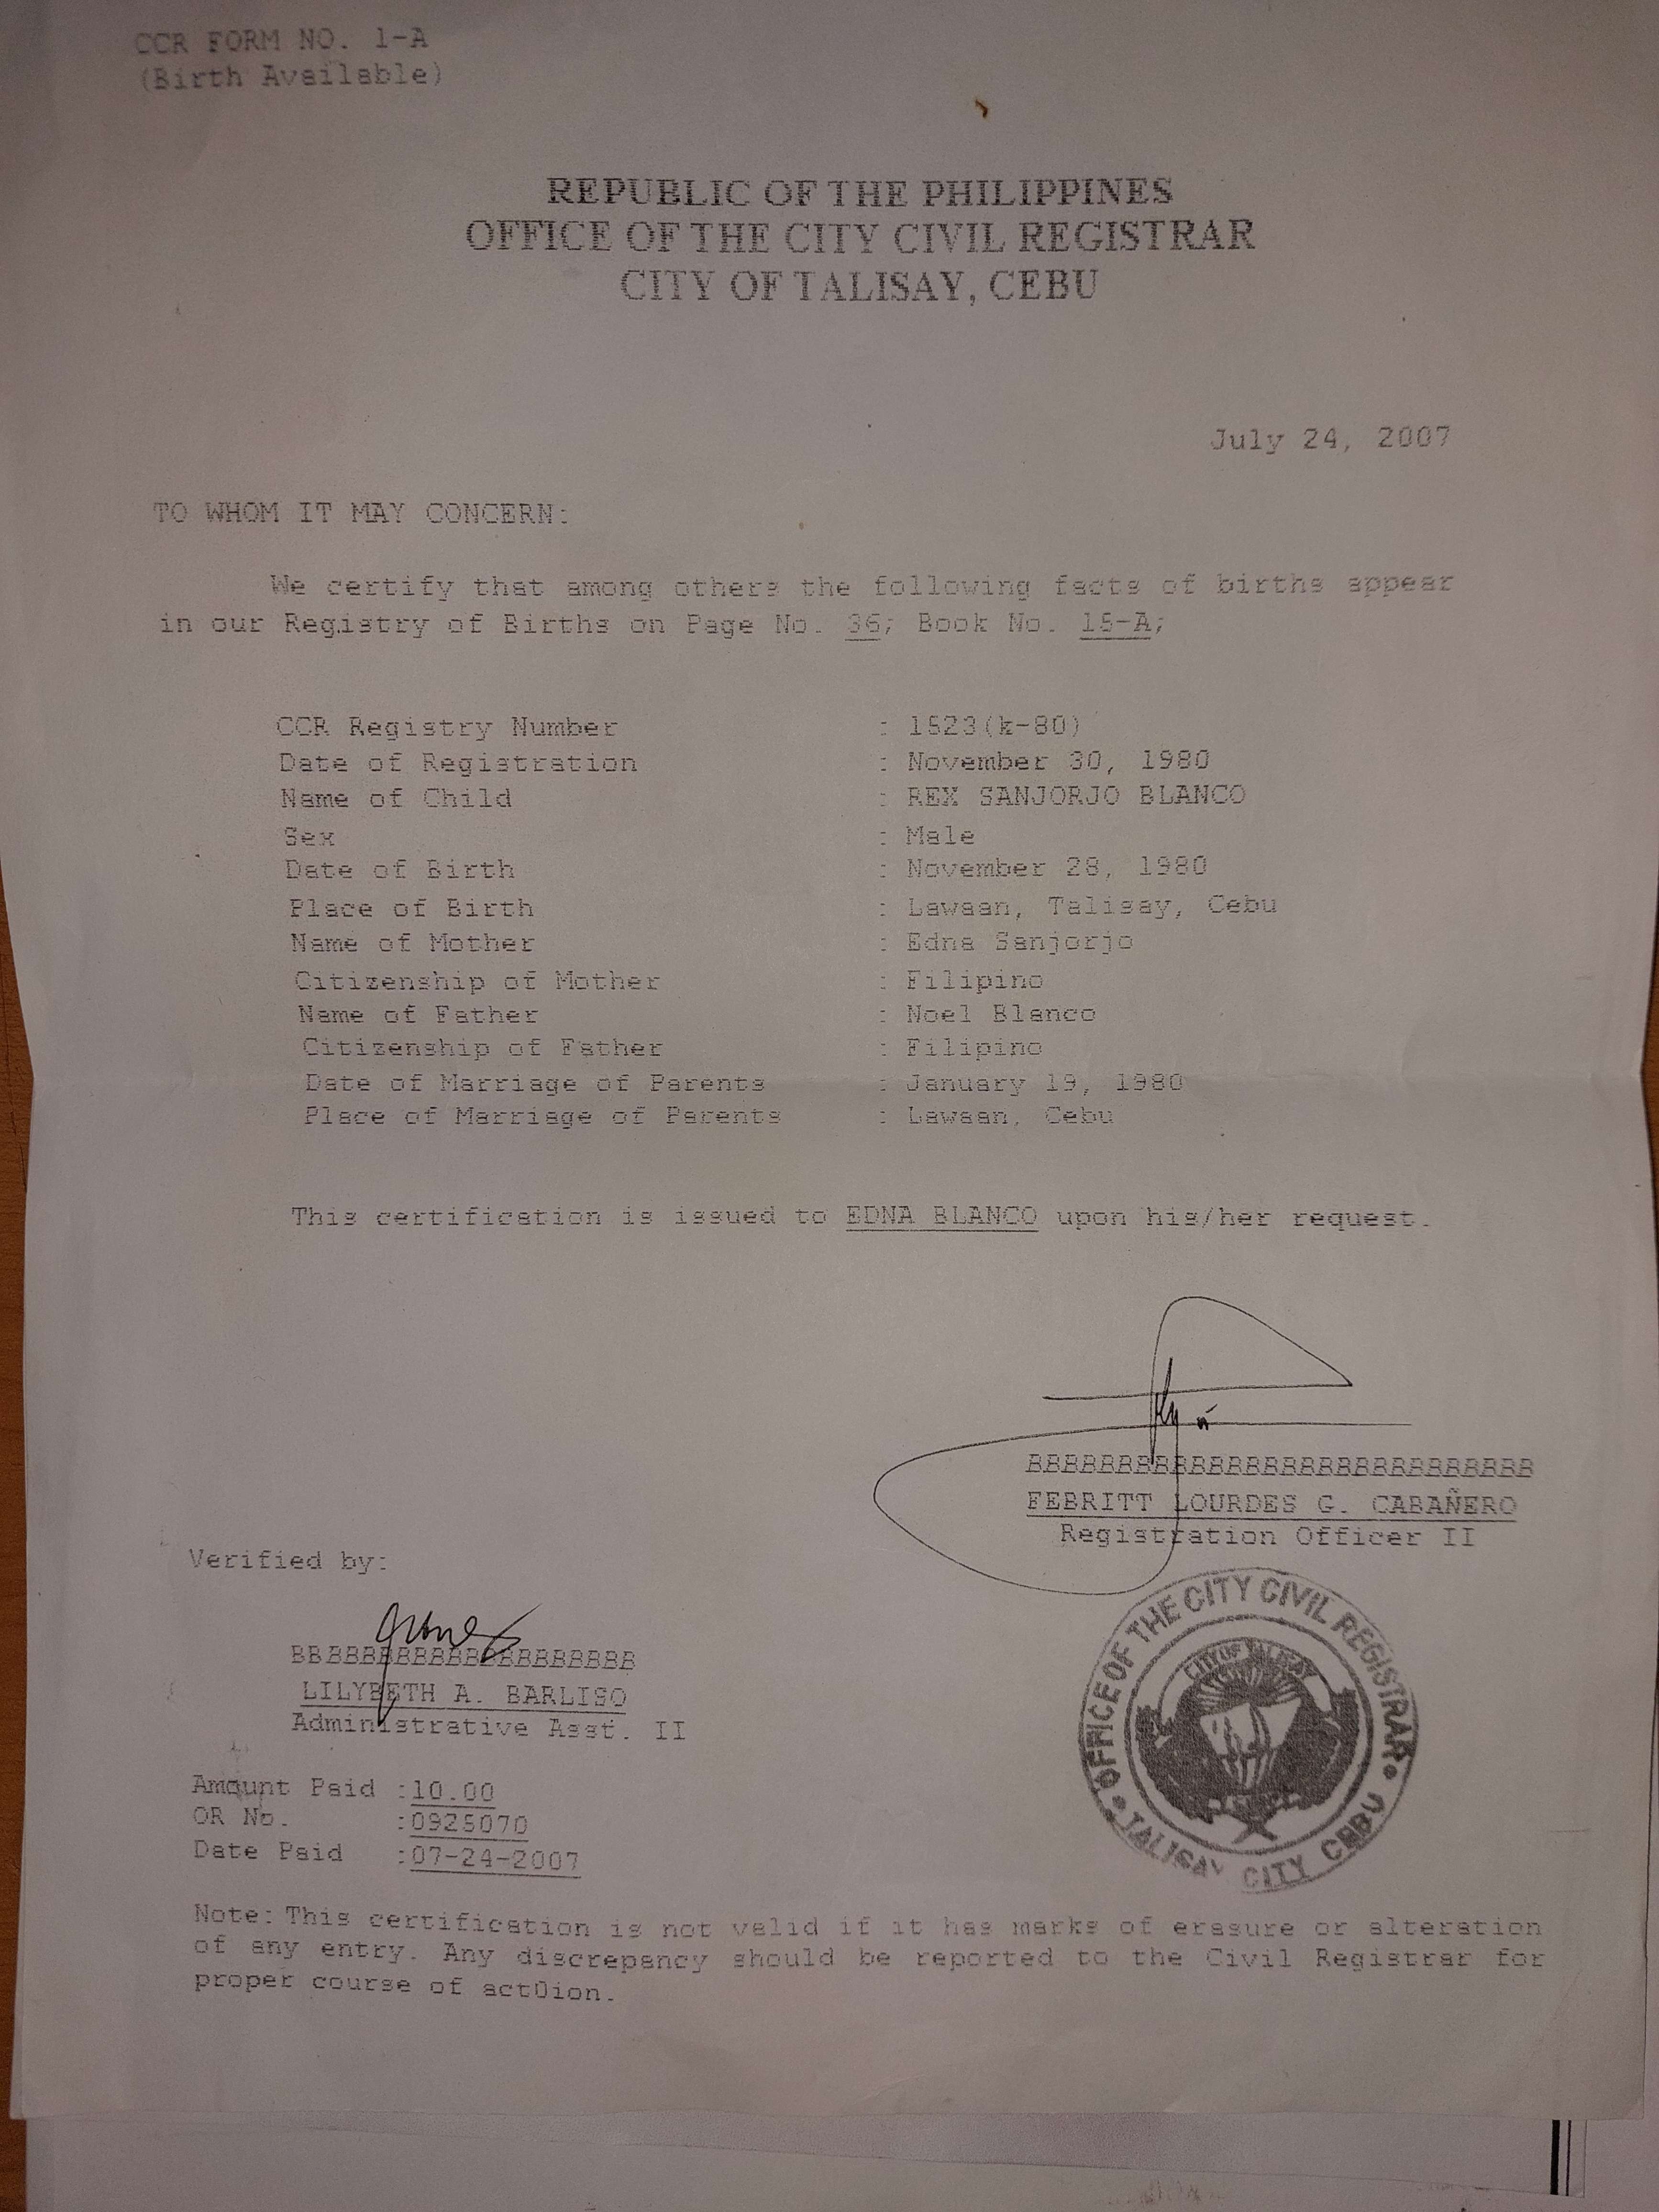 CCR FORM NO. 1-A
(Birth Available)
REPUBLIC OF THE PHILIPPINES
OFFICE OF THE CITY CIVIL REGISTRAR
CITY OF TALISAY, CEBU
July 24, 2007
TO WHOM IT MAY CONCERN:
We certify that among others the following facts of births appear
in our Registry of Births on Page No. 36; Book No. 15-A;
CCR Registry Number : 1523(k-80)
Date of Registration : November 30, 1980
Name of Child : REX SANJORJO BLANCO
Sex : Male
Date of Birth : November 28, 1980
Place of Birth : Lawaan, Talisay, Cebu
Name of Mother : Edna Sanjorjo
Citizenship of Mother : Filipino
Name of Father : Noel Blanco
Citizenship of Father : Filipino
Date of Marriage of Parents : January 19, 1980
Place of Marriage of Parents : Lawaan, Cebu
This certification is issued to EDNA BLANCO upon his/her request.
BBBBBBBBBBBBBBBBBBBBBBBBBBBB
FEBRITT LOURDES G. CABAÑERO
Registration Officer II
Verified by:
BBBBBBBBBBBBBBBBBBB
LILYBETH A. BARLISO
Administrative Asst. II
OFFICE OF THE CITY CIVIL REGISTRAR
CITY OF TALISAY
TALISAY CITY CEBU
Amount Paid :10.00
OR No. :0925070
Date Paid :07-24-2007
Note: This certification is not valid if it has marks of erasure or alteration
of any entry. Any discrepancy should be reported to the Civil Registrar for
proper course of act0ion.